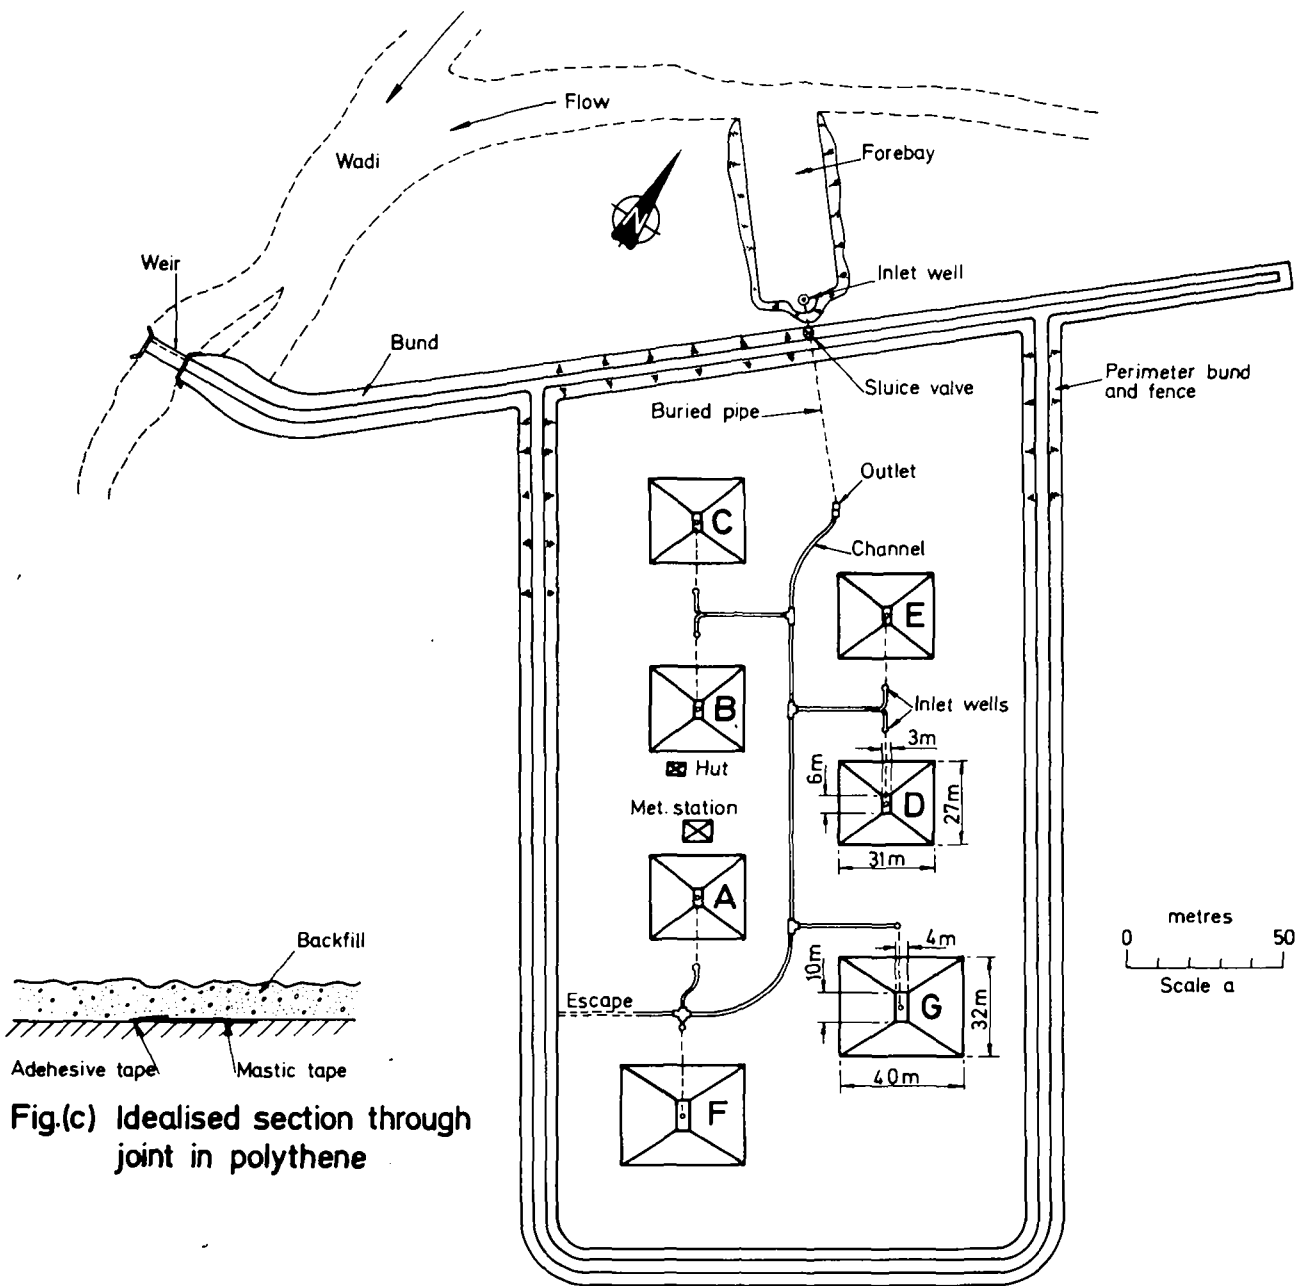 Flow
Wadi
Forebay
N
Weir
Inlet well
Bund
Perimeter bund
and fence
Sluice valve
Buried pipe
Outlet
C
Channel
E
B
Inlet wells
3m
Hut
6m
D
27m
Met. station
31m
A
metres
0 50
Scale a
4m
10m
Backfill
Escape
G
32m
40m
Adehesive tape
Mastic tape
F
Fig.(c) Idealised section through
joint in polythene